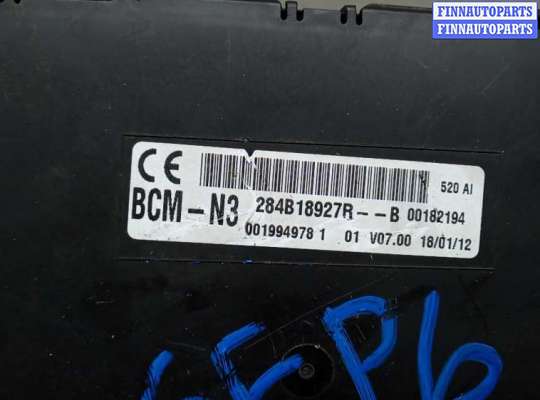 FINNAUTOPARTS
FINNAUTOPARTS
CE
520 AI
BCM-N3 284B18927R--B 00182194
001994978 1 01 V07.00 18/01/12